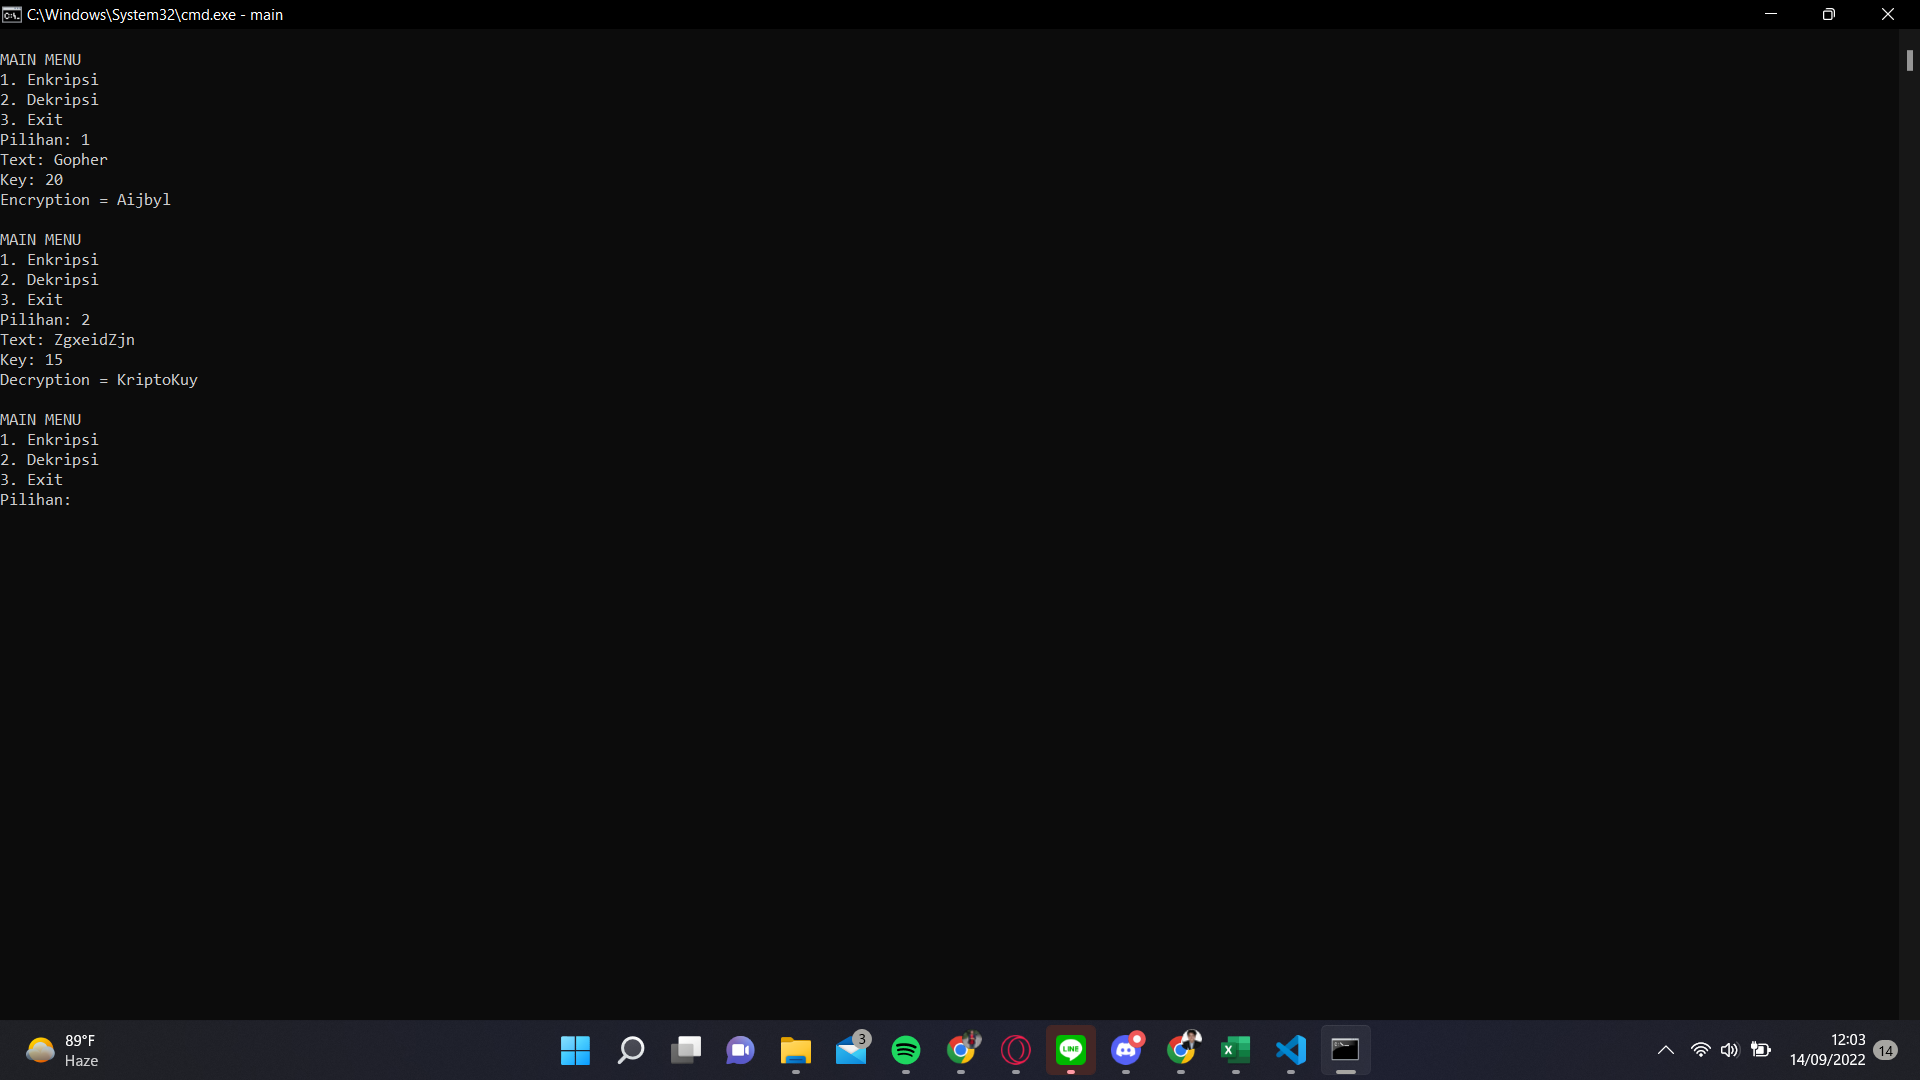 C:\Windows\System32\cmd.exe - main
MAIN MENU
1. Enkripsi
2. Dekripsi
3. Exit
Pilihan: 1
Text: Gopher
Key: 20
Encryption = Aijbyl
MAIN MENU
1. Enkripsi
2. Dekripsi
3. Exit
Pilihan: 2
Text: ZgxeidZjn
Key: 15
Decryption = KriptoKuy
MAIN MENU
1. Enkripsi
2. Dekripsi
3. Exit
Pilihan:
89°F
Haze
3
LINE
X
12:03
14/09/2022
14